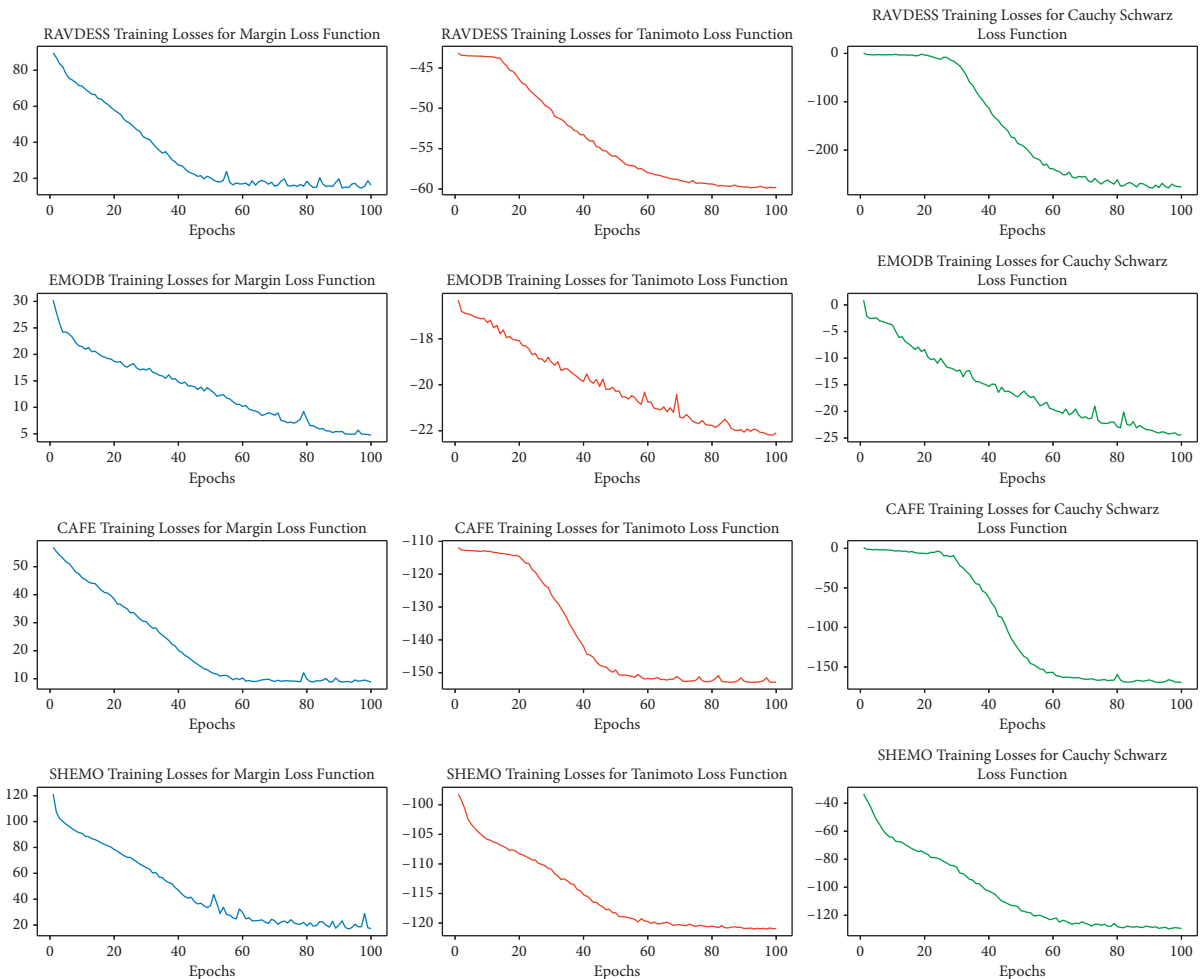 RAVDESS Training Losses for Margin Loss Function
80
60
40
20
0 20 40 60 80 100
Epochs
RAVDESS Training Losses for Tanimoto Loss Function
−45
−50
−55
−60
0 20 40 60 80 100
Epochs
RAVDESS Training Losses for Cauchy Schwarz
Loss Function
0
−100
−200
0 20 40 60 80 100
Epochs
EMODB Training Losses for Margin Loss Function
30
25
20
15
10
5
0 20 40 60 80 100
Epochs
EMODB Training Losses for Tanimoto Loss Function
−18
−20
−22
0 20 40 60 80 100
Epochs
EMODB Training Losses for Cauchy Schwarz
Loss Function
0
−5
−10
−15
−20
−25
0 20 40 60 80 100
Epochs
CAFE Training Losses for Margin Loss Function
50
40
30
20
10
0 20 40 60 80 100
Epochs
CAFE Training Losses for Tanimoto Loss Function
−110
−120
−130
−140
−150
0 20 40 60 80 100
Epochs
CAFE Training Losses for Cauchy Schwarz
Loss Function
0
−50
−100
−150
0 20 40 60 80 100
Epochs
SHEMO Training Losses for Margin Loss Function
120
100
80
60
40
20
0 20 40 60 80 100
Epochs
SHEMO Training Losses for Tanimoto Loss Function
−100
−105
−110
−115
−120
0 20 40 60 80 100
Epochs
SHEMO Training Losses for Cauchy Schwarz
Loss Function
−40
−60
−80
−100
−120
0 20 40 60 80 100
Epochs